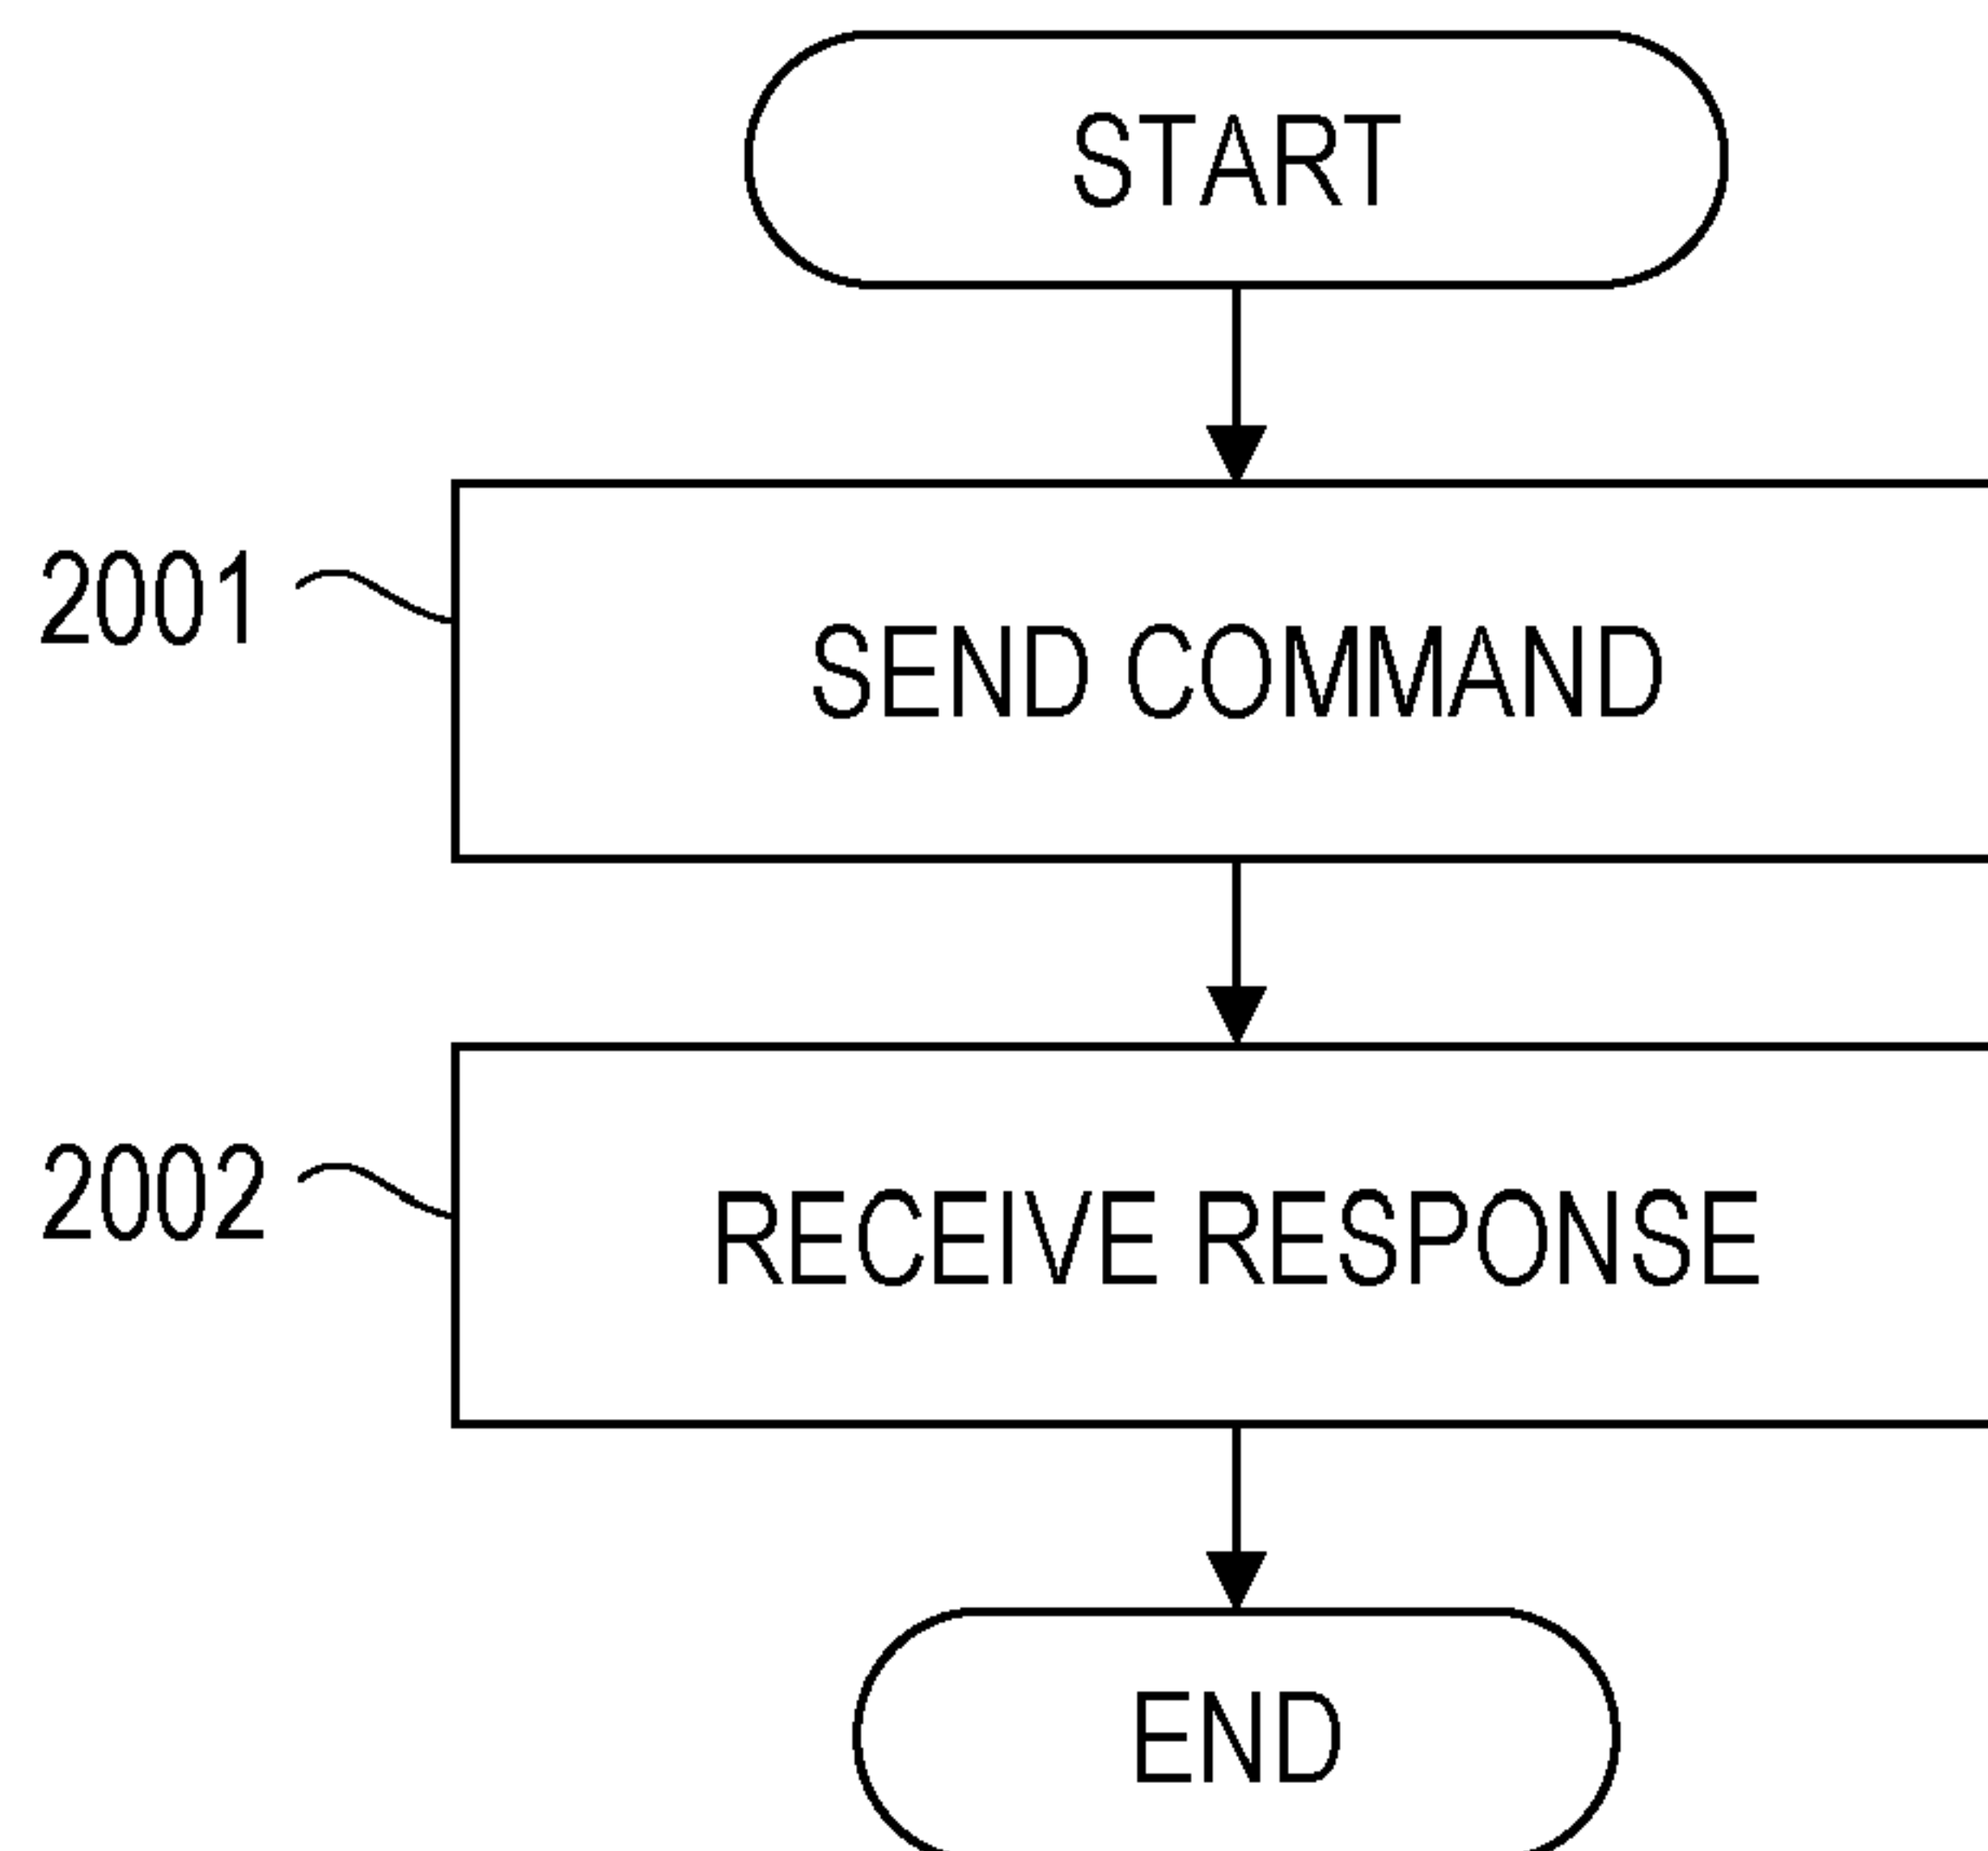 START
2001
SEND COMMAND
2002
RECEIVE RESPONSE
END